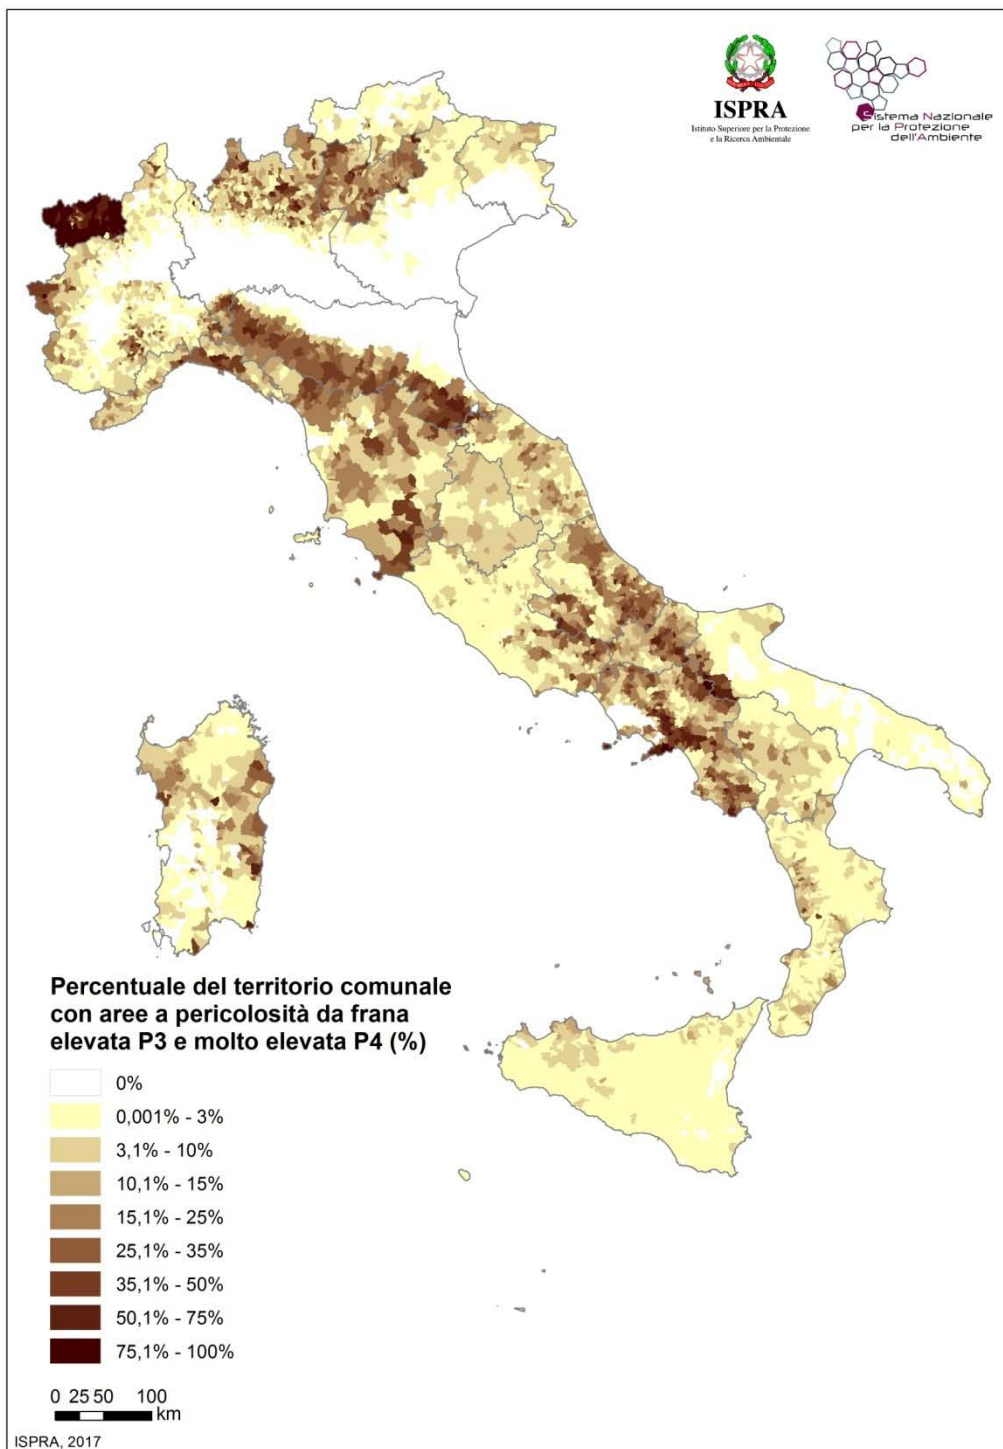 ISPRA
Istituto Superiore per la Protezione
e la Ricerca Ambientale
Sistema Nazionale
per la Protezione
dell'Ambiente
Percentuale del territorio comunale
con aree a pericolosità da frana
elevata P3 e molto elevata P4 (%)
0%
0,001% - 3%
3,1% - 10%
10,1% - 15%
15,1% - 25%
25,1% - 35%
35,1% - 50%
50,1% - 75%
75,1% - 100%
0 25 50 100
km
ISPRA, 2017